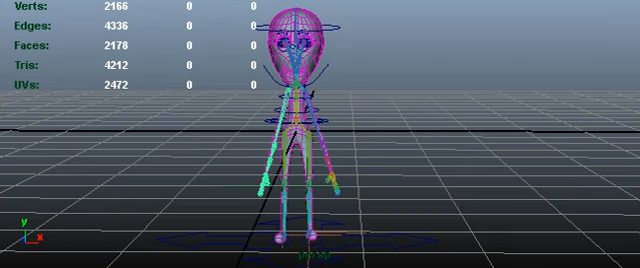 Verts: 2166 0 0
Edges: 4336 0 0
Faces: 2178 0 0
Tris: 4212 0 0
UVs: 2472 0 0
y
x
persp